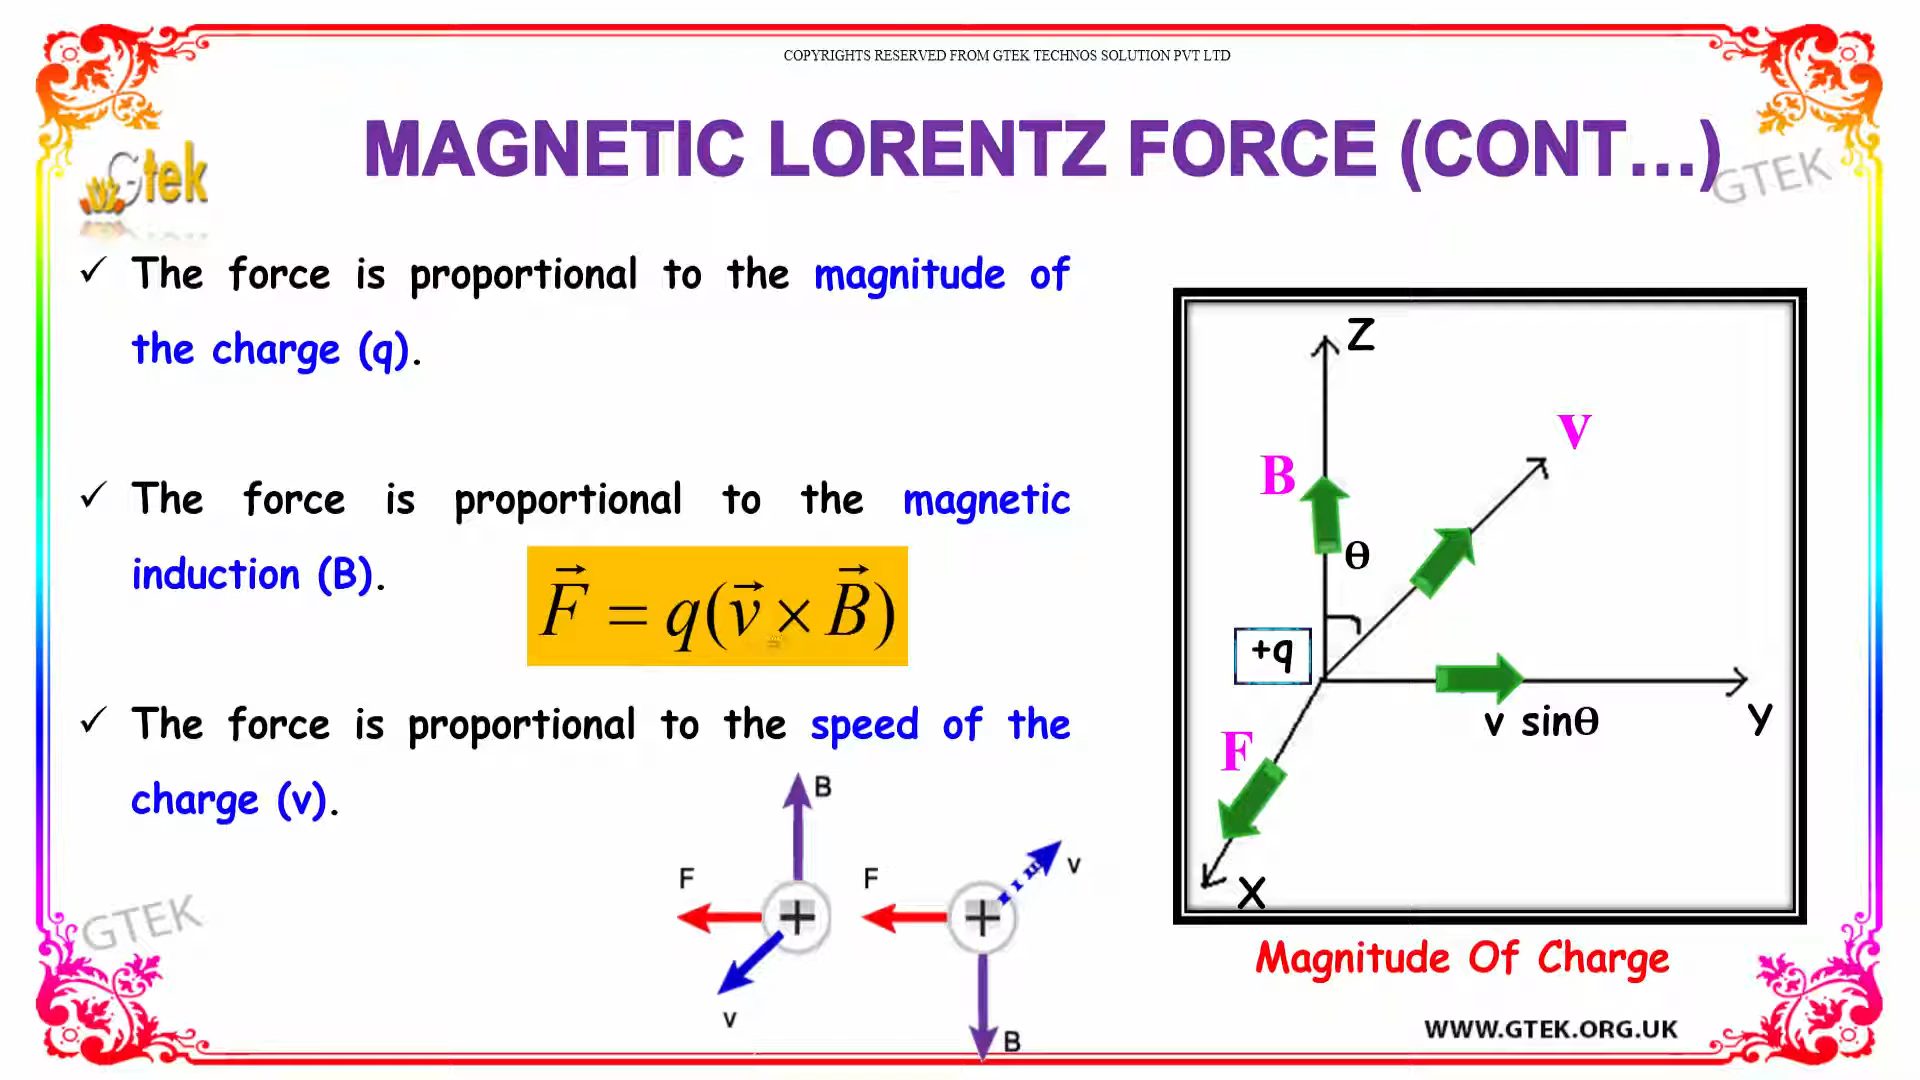 COPYRIGHTS RESERVED FROM GTEK TECHNOS SOLUTION PVT LTD
MAGNETIC LORENTZ FORCE (CONT...)
Gtek
GTEK
✓ The force is proportional to the magnitude of
the charge (q).
✓ The force is proportional to the magnetic
induction (B).
F⃗ = q(v⃗ × B⃗)
✓ The force is proportional to the speed of the
charge (v).
B
F
v
F
v
B
Z
v
B
θ
+q
v sinθ
Y
F
X
Magnitude Of Charge
GTEK
WWW.GTEK.ORG.UK